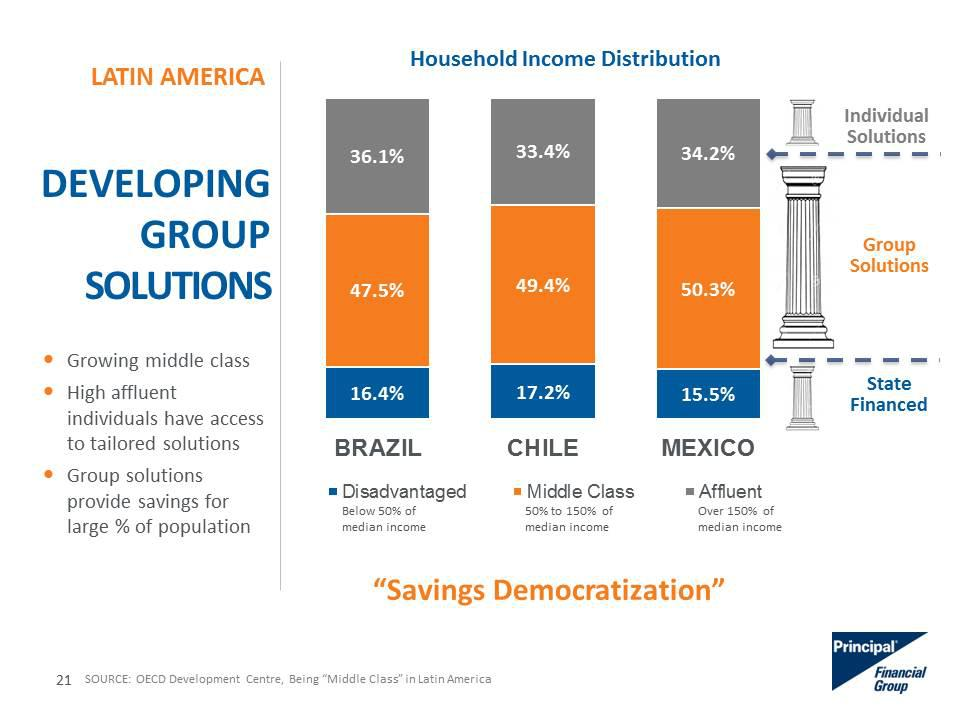 LATIN AMERICA
DEVELOPING
GROUP
SOLUTIONS
• Growing middle class
• High affluent
individuals have access
to tailored solutions
• Group solutions
provide savings for
large % of population
Household Income Distribution
36.1%
33.4%
34.2%
47.5%
49.4%
50.3%
16.4%
17.2%
15.5%
BRAZIL
CHILE
MEXICO
Individual
Solutions
Group
Solutions
State
Financed
Disadvantaged
Below 50% of
median income
Middle Class
50% to 150% of
median income
Affluent
Over 150% of
median income
“Savings Democratization”
21
SOURCE: OECD Development Centre, Being “Middle Class” in Latin America
Principal®
Financial
Group